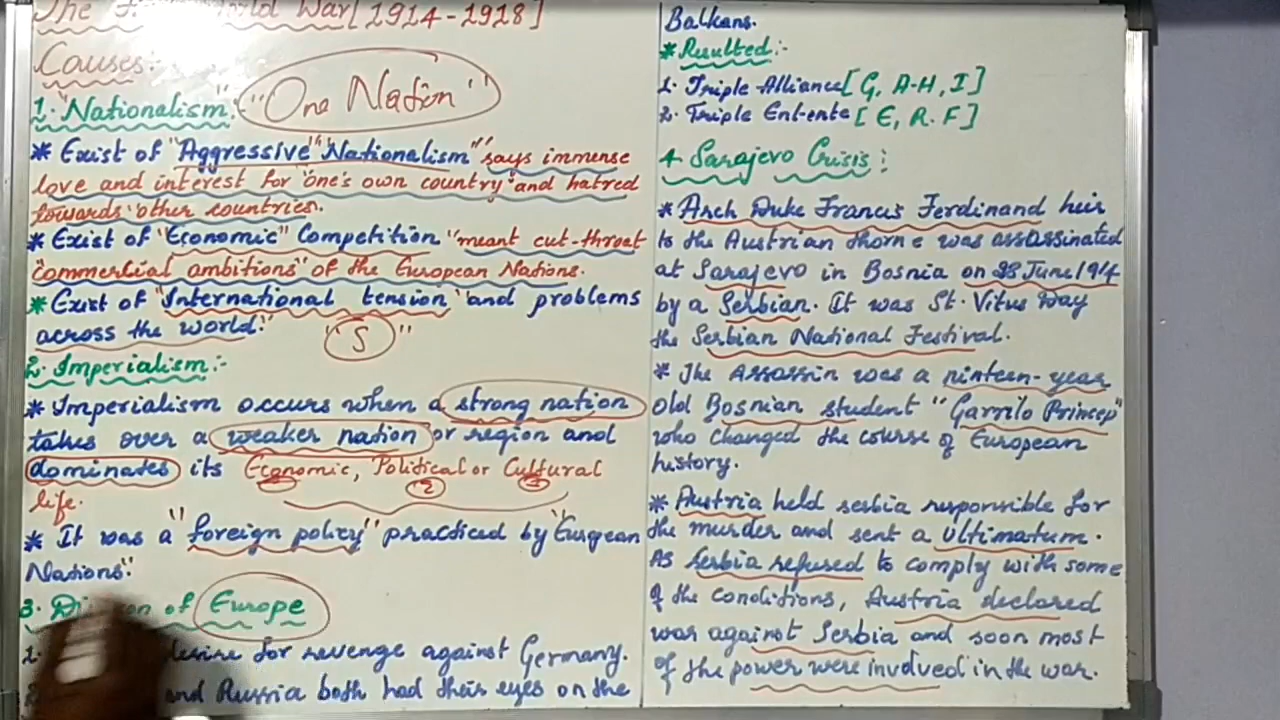 The World War [1914-1918]
Causes:
1. "Nationalism": "One Nation"
* Exist of "Aggressive" "Nationalism" "says immense
love and interest for "one's own country" and hatred
towards other countries.
* Exist of "Economic" Competition "meant cut-throat
commercial ambitions" of the European Nations.
* Exist of "International tension" and problems
across the world." "S"
2. Imperialism:-
* Imperialism occurs when a strong nation
takes over a weaker nation or region and
dominates its Economic, Political or Cultural
2
life.
* It was a "foreign policy" practiced by "Eurpean
Nations."
3. of Europe
1. desire for revenge against Germany.
and Russia both had their eyes on the
Balkans.
* Resulted:-
1. Triple Alliance [G, A-H, I]
2. Triple Entente [E, R. F]
4. Sarajevo Crisis:
* Arch Duke Francis Ferdinand heir
to the Austrian thorne was assassinated
at Sarajevo in Bosnia on 28 June 1914
by a Serbian. It was St. Vitus Day
the Serbian National Festival.
* The Assassin was a ninteen-year
old Bosnian student "Gavrilo Princep"
who changed the course of European
history.
* Austria held serbia responsible for
the murder and sent a Ultimatum.
As Serbia refused to comply with some
of the conditions, Austria declared
war against Serbia and soon most
of the power were involved in the war.